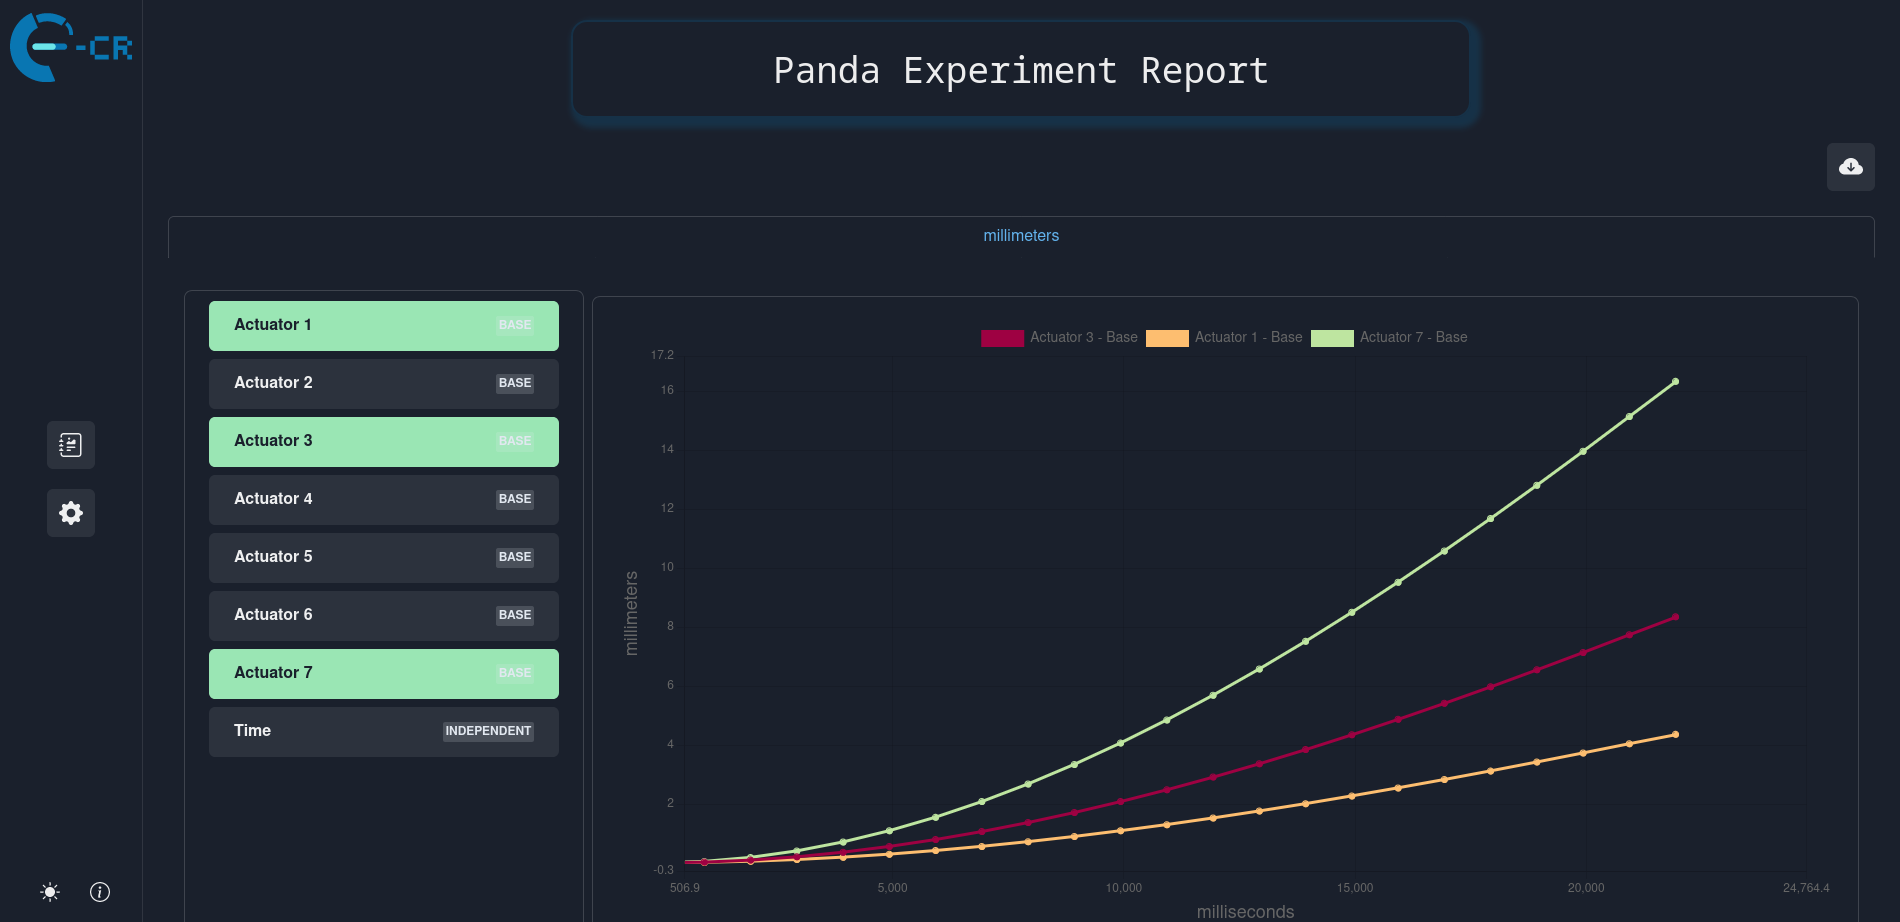 -CR
Panda Experiment Report
millimeters
Actuator 1 BASE
Actuator 2 BASE
Actuator 3 BASE
Actuator 4 BASE
Actuator 5 BASE
Actuator 6 BASE
Actuator 7 BASE
Time INDEPENDENT
Actuator 3 - Base Actuator 1 - Base Actuator 7 - Base
17.2
16
14
12
10
8
6
4
2
-0.3
millimeters
506.9 5,000 10,000 15,000 20,000 24,764.4
milliseconds